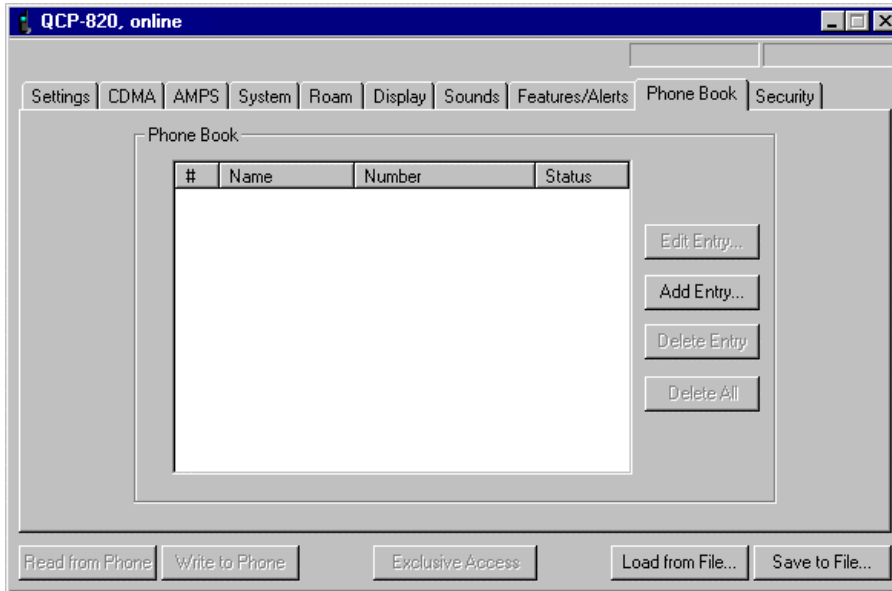 QCP-820, online
Settings CDMA AMPS System Roam Display Sounds Features/Alerts Phone Book Security
Phone Book
# Name Number Status
Edit Entry...
Add Entry...
Delete Entry
Delete All
Read from Phone Write to Phone Exclusive Access Load from File... Save to File...